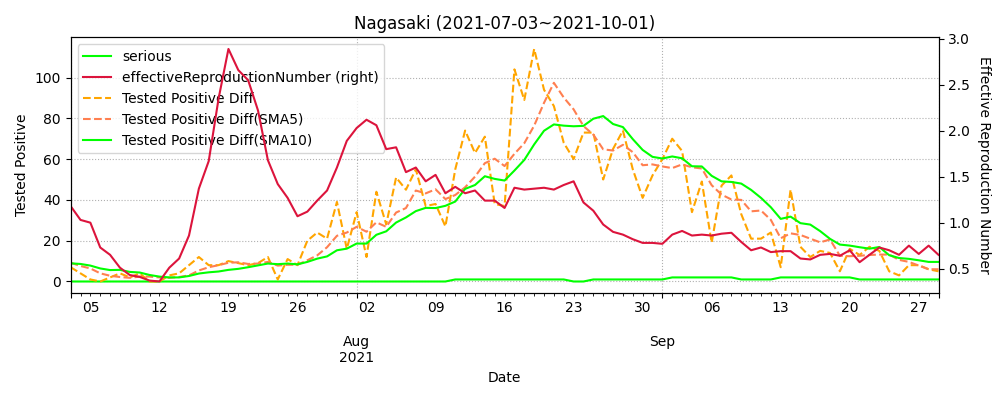 Nagasaki (2021-07-03~2021-10-01)
serious
effectiveReproductionNumber (right)
Tested Positive Diff
Tested Positive Diff(SMA5)
Tested Positive Diff(SMA10)
Tested Positive
100
80
60
40
20
0
3.0
2.5
2.0
1.5
1.0
0.5
Effective Reproduction Number
05 12 19 26 02 09 16 23 30 06 13 20 27
Aug Sep
2021
Date